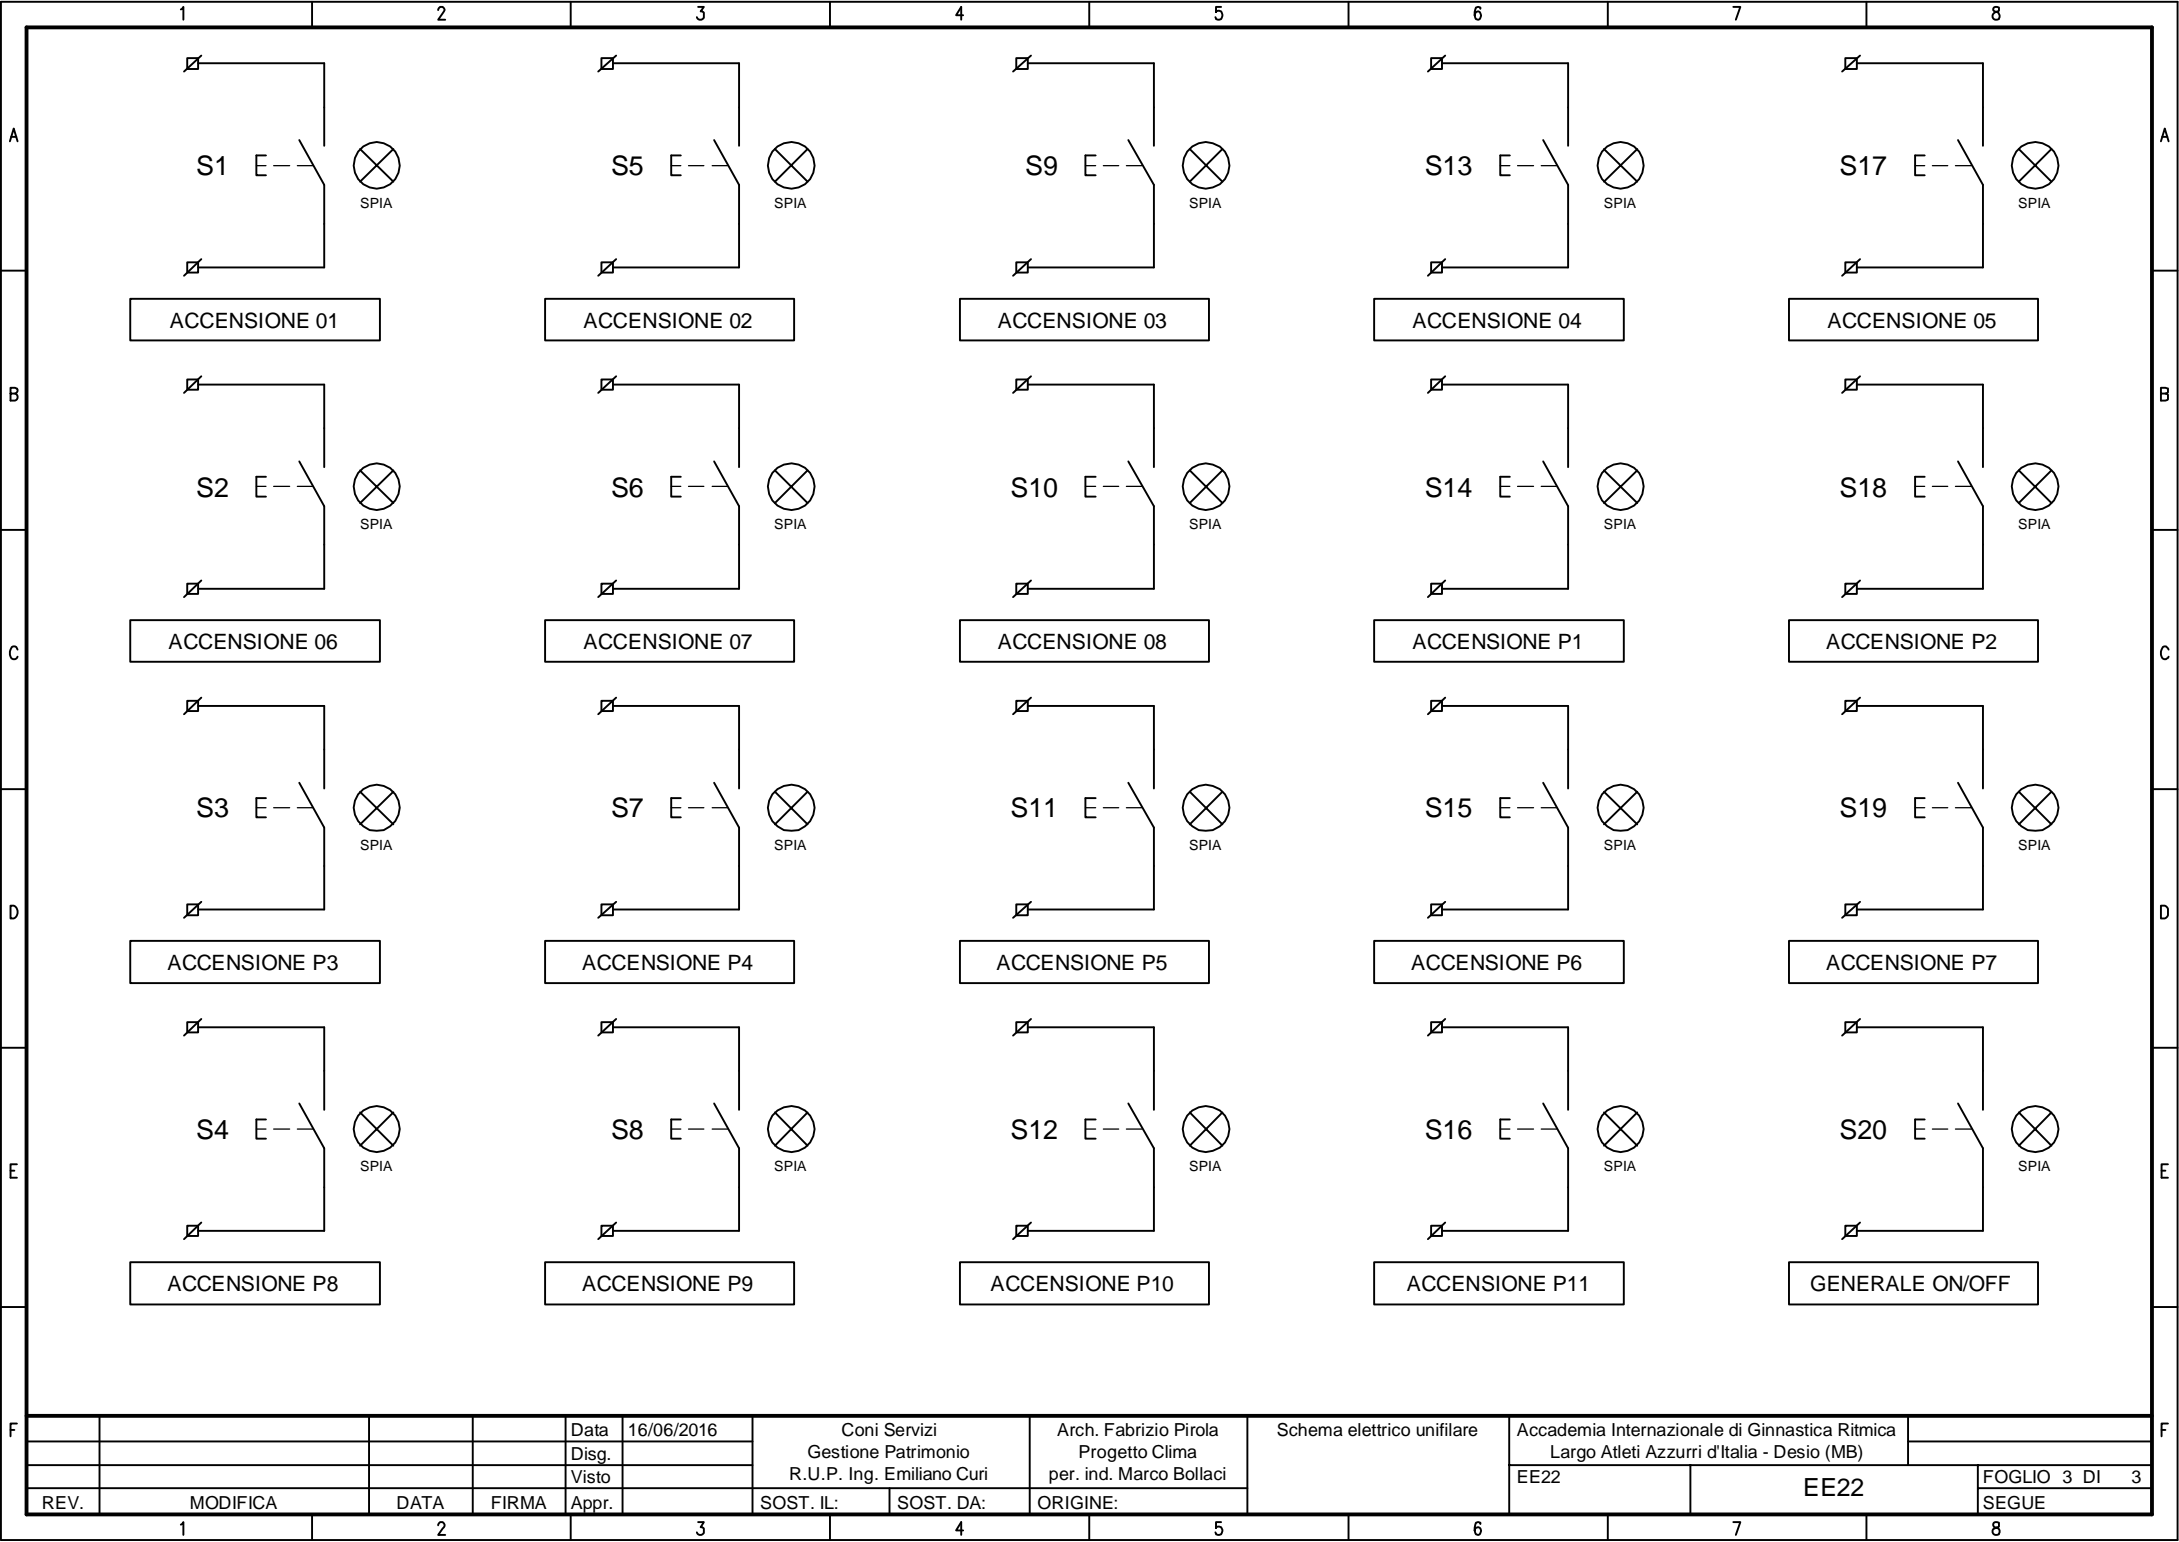 1 2 3 4 5 6 7 8
A A
S1 S5 S9 S13 S17
SPIA SPIA SPIA SPIA SPIA
ACCENSIONE 01 ACCENSIONE 02 ACCENSIONE 03 ACCENSIONE 04 ACCENSIONE 05
B B
S2 S6 S10 S14 S18
SPIA SPIA SPIA SPIA SPIA
ACCENSIONE 06 ACCENSIONE 07 ACCENSIONE 08 ACCENSIONE P1 ACCENSIONE P2
C C
S3 S7 S11 S15 S19
SPIA SPIA SPIA SPIA SPIA
D D
ACCENSIONE P3 ACCENSIONE P4 ACCENSIONE P5 ACCENSIONE P6 ACCENSIONE P7
S4 S8 S12 S16 S20
SPIA SPIA SPIA SPIA SPIA
E E
ACCENSIONE P8 ACCENSIONE P9 ACCENSIONE P10 ACCENSIONE P11 GENERALE ON/OFF
F F
REV. MODIFICA DATA FIRMA
Data 16/06/2016
Disg.
Visto
Appr.
Coni Servizi
Gestione Patrimonio
R.U.P. Ing. Emiliano Curi
SOST. IL: SOST. DA:
Arch. Fabrizio Pirola
Progetto Clima
per. ind. Marco Bollaci
ORIGINE:
Schema elettrico unifilare
Accademia Internazionale di Ginnastica Ritmica
Largo Atleti Azzurri d'Italia - Desio (MB)
EE22
EE22
FOGLIO 3 DI 3
SEGUE
1 2 3 4 5 6 7 8